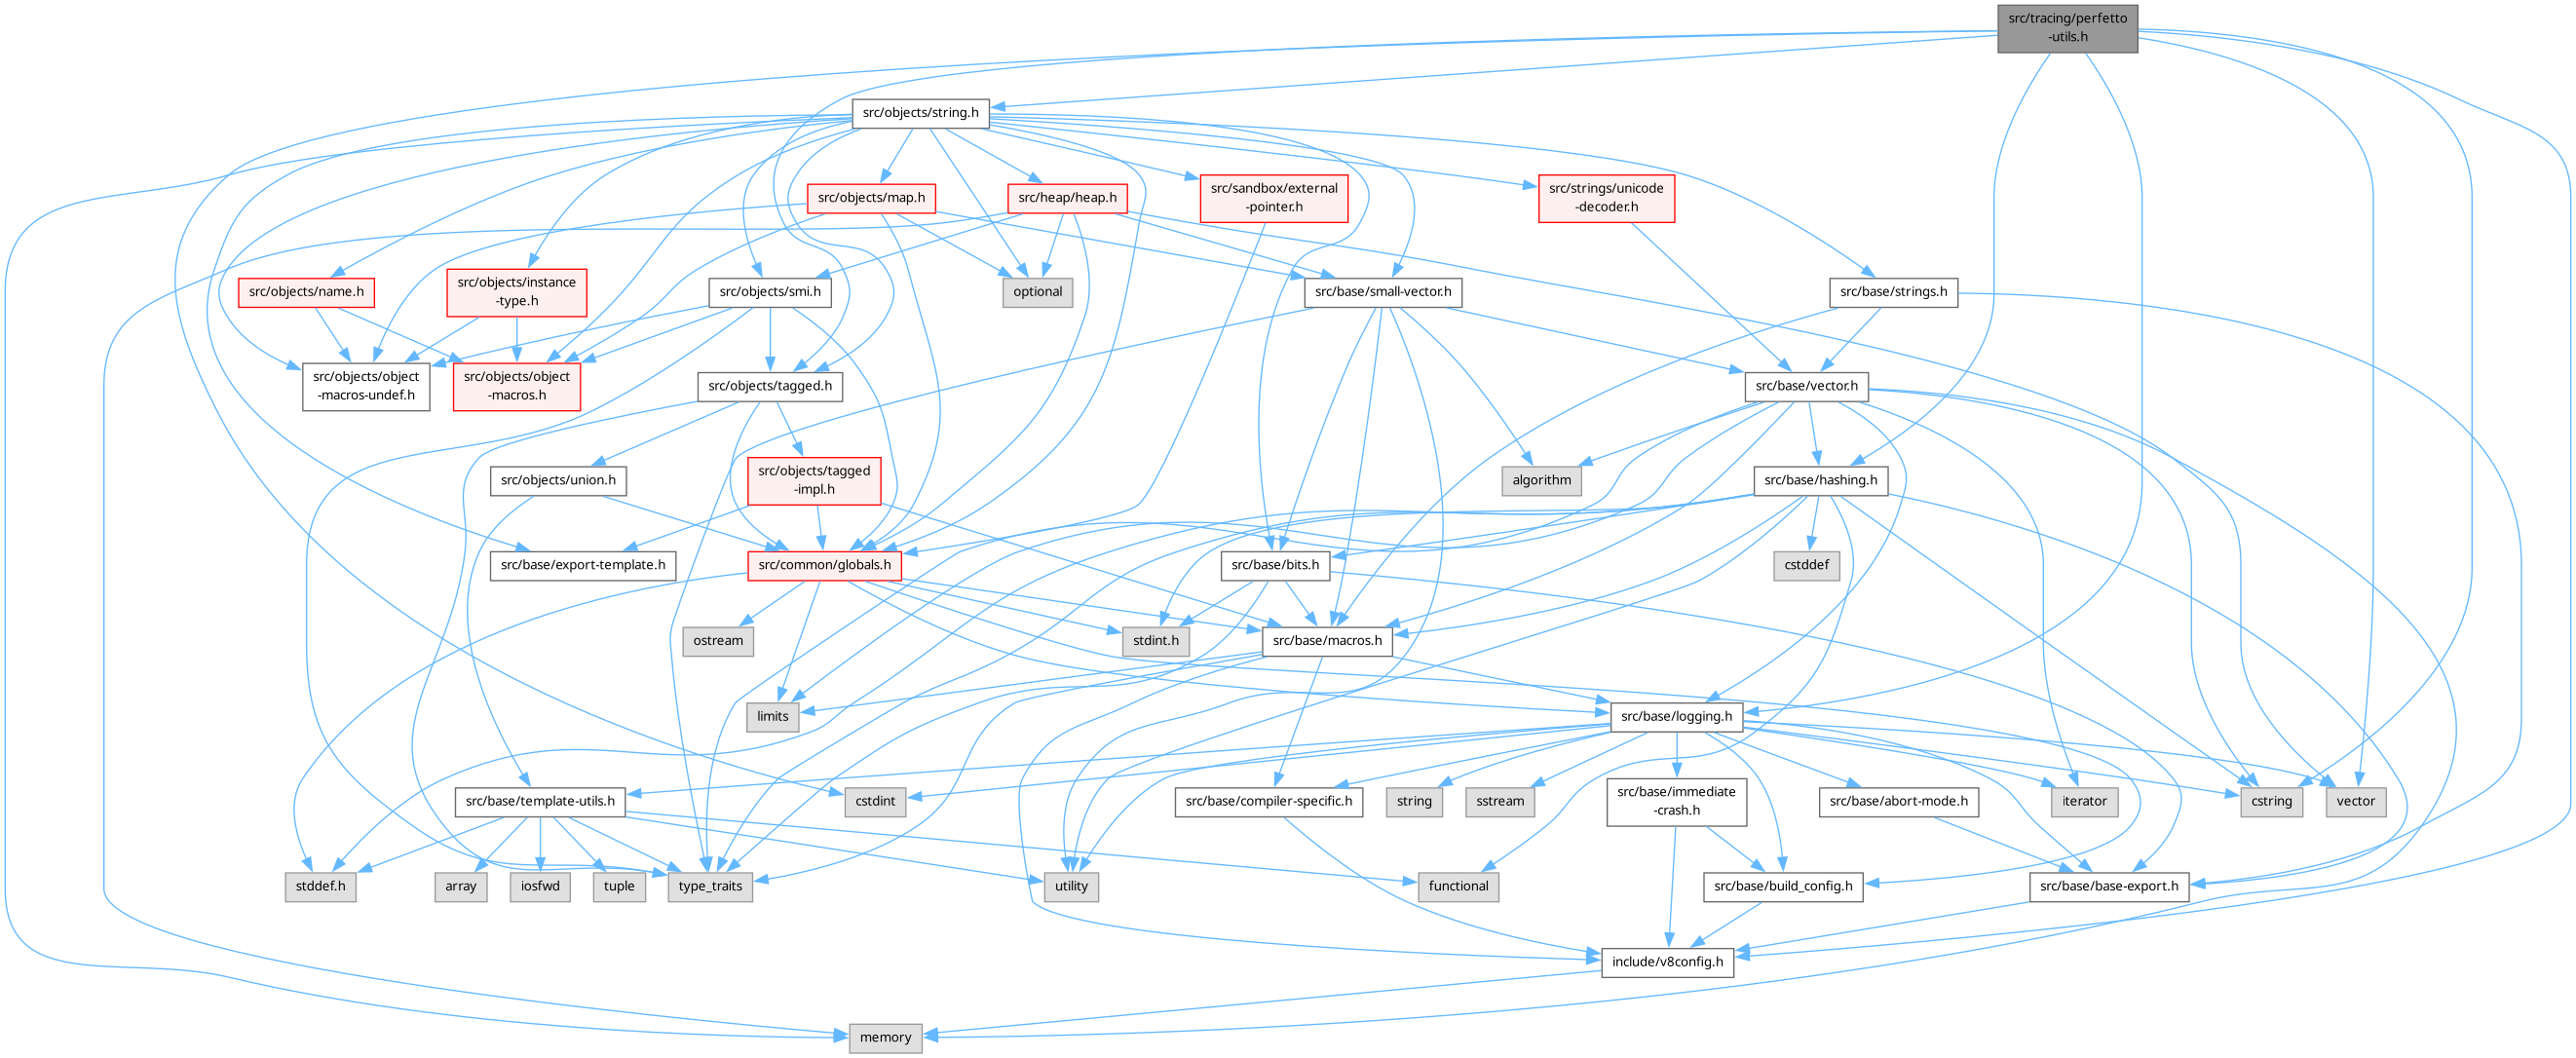 src/tracing/perfetto
-utils.h
src/objects/string.h
src/objects/map.h
src/heap/heap.h
src/sandbox/external
-pointer.h
src/strings/unicode
-decoder.h
src/objects/name.h
src/objects/instance
-type.h
src/objects/smi.h
optional
src/base/small-vector.h
src/base/strings.h
src/objects/object
-macros-undef.h
src/objects/object
-macros.h
src/objects/tagged.h
src/base/vector.h
src/objects/union.h
src/objects/tagged
-impl.h
algorithm
src/base/hashing.h
src/base/export-template.h
src/common/globals.h
src/base/bits.h
cstddef
ostream
stdint.h
src/base/macros.h
limits
src/base/logging.h
src/base/template-utils.h
cstdint
src/base/compiler-specific.h
string
sstream
src/base/immediate
-crash.h
src/base/abort-mode.h
iterator
cstring
vector
stddef.h
array
iosfwd
tuple
type_traits
utility
functional
src/base/build_config.h
src/base/base-export.h
include/v8config.h
memory